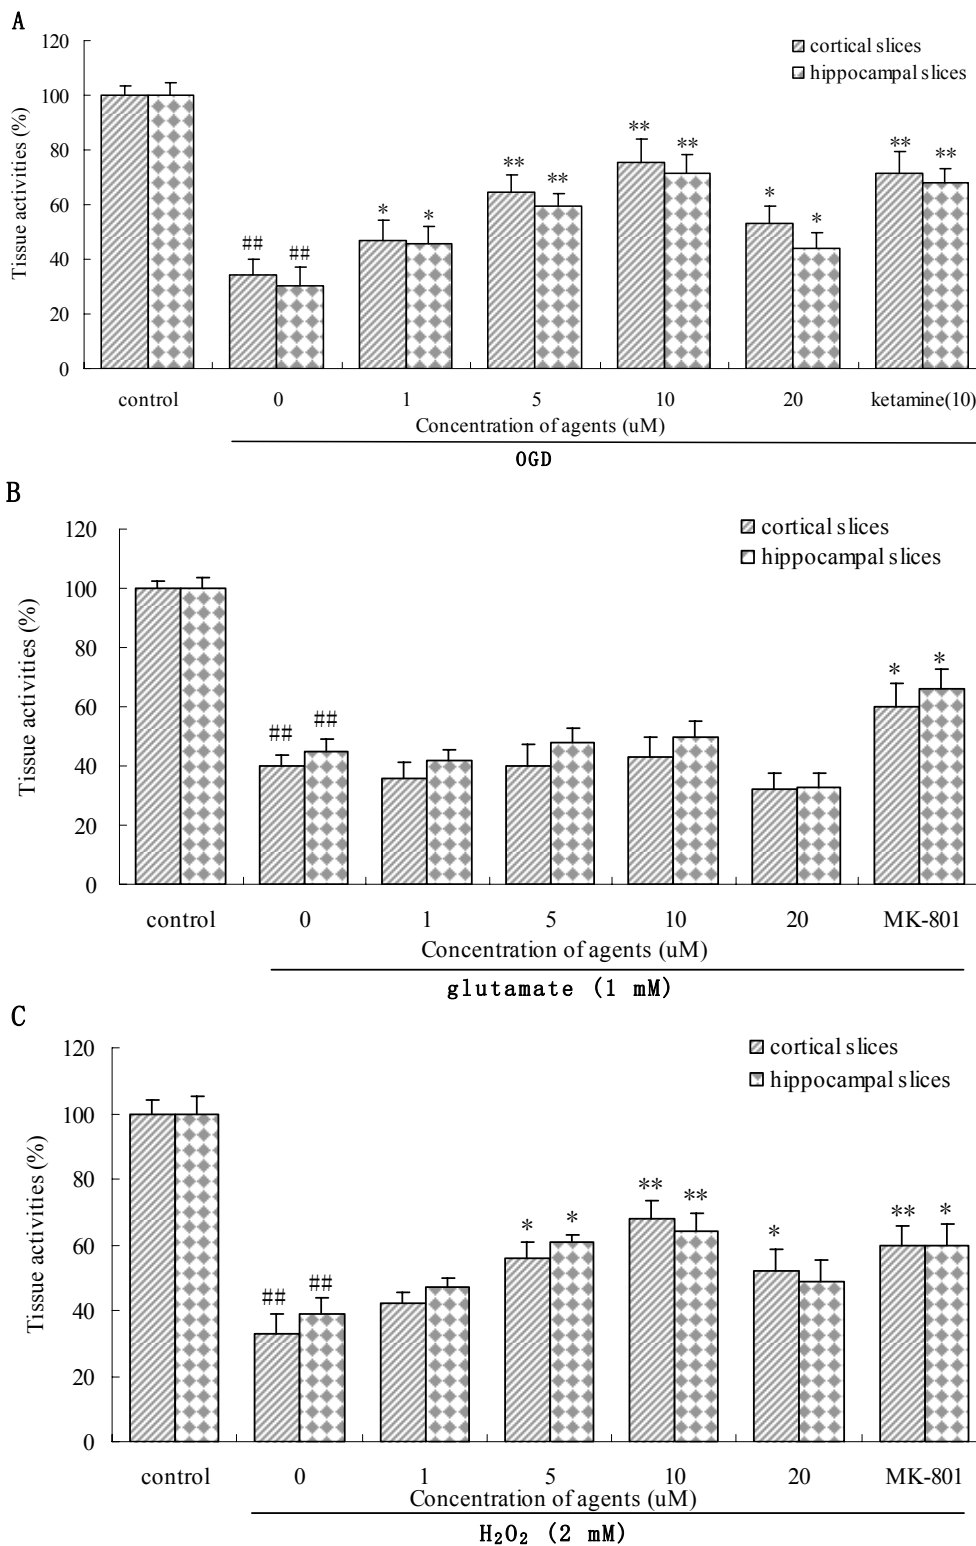 A
120
100
80
60
40
20
0
Tissue activities (%)
cortical slices
hippocampal slices
## ## * * ** ** ** ** * * ** **
control 0 1 5 10 20 ketamine(10)
Concentration of agents (uM)
OGD
B
120
100
80
60
40
20
0
Tissue activities (%)
cortical slices
hippocampal slices
## ## * *
control 0 1 5 10 20 MK-801
Concentration of agents (uM)
glutamate (1 mM)
C
120
100
80
60
40
20
0
Tissue activities (%)
cortical slices
hippocampal slices
## ## * * ** ** * ** *
control 0 1 5 10 20 MK-801
Concentration of agents (uM)
H₂O₂ (2 mM)